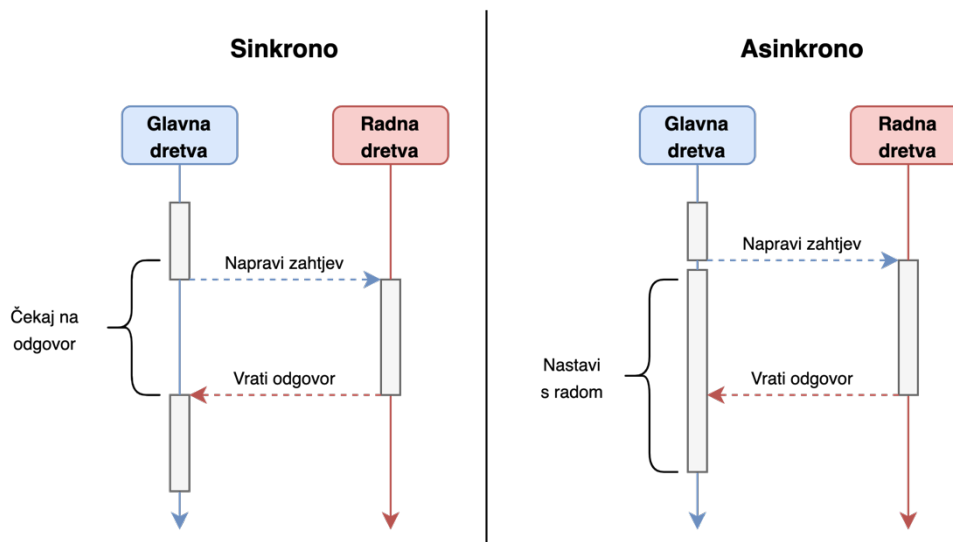 Sinkrono
Glavna
dretva
Radna
dretva
Napravi zahtjev
Čekaj na
odgovor
Vrati odgovor
Asinkrono
Glavna
dretva
Radna
dretva
Napravi zahtjev
Nastavi
s radom
Vrati odgovor